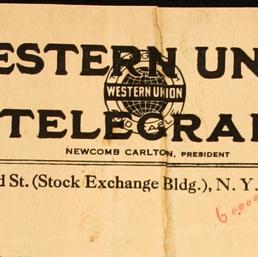 ESTERN UN
WESTERN UNION
TELEGRA
NEWCOMB CARLTON, PRESIDENT
d St. (Stock Exchange Bldg.), N. Y.